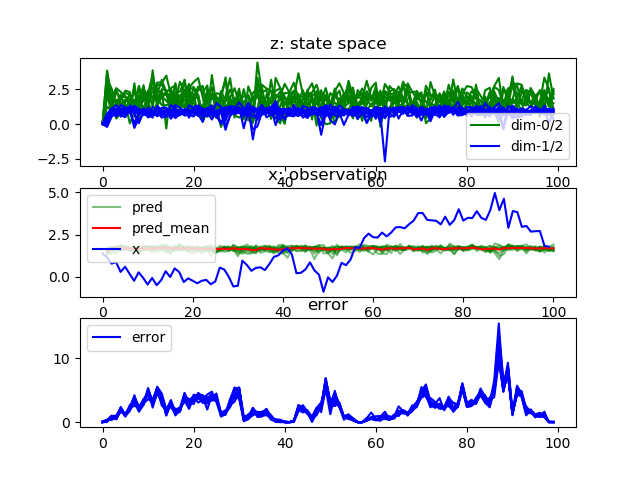 z: state space
2.5
0.0
−2.5
dim-0/2
dim-1/2
0 20 40 60 80 100
x: observation
5.0
2.5
0.0
pred
pred_mean
x
0 20 40 60 80 100
error
10
0
error
0 20 40 60 80 100